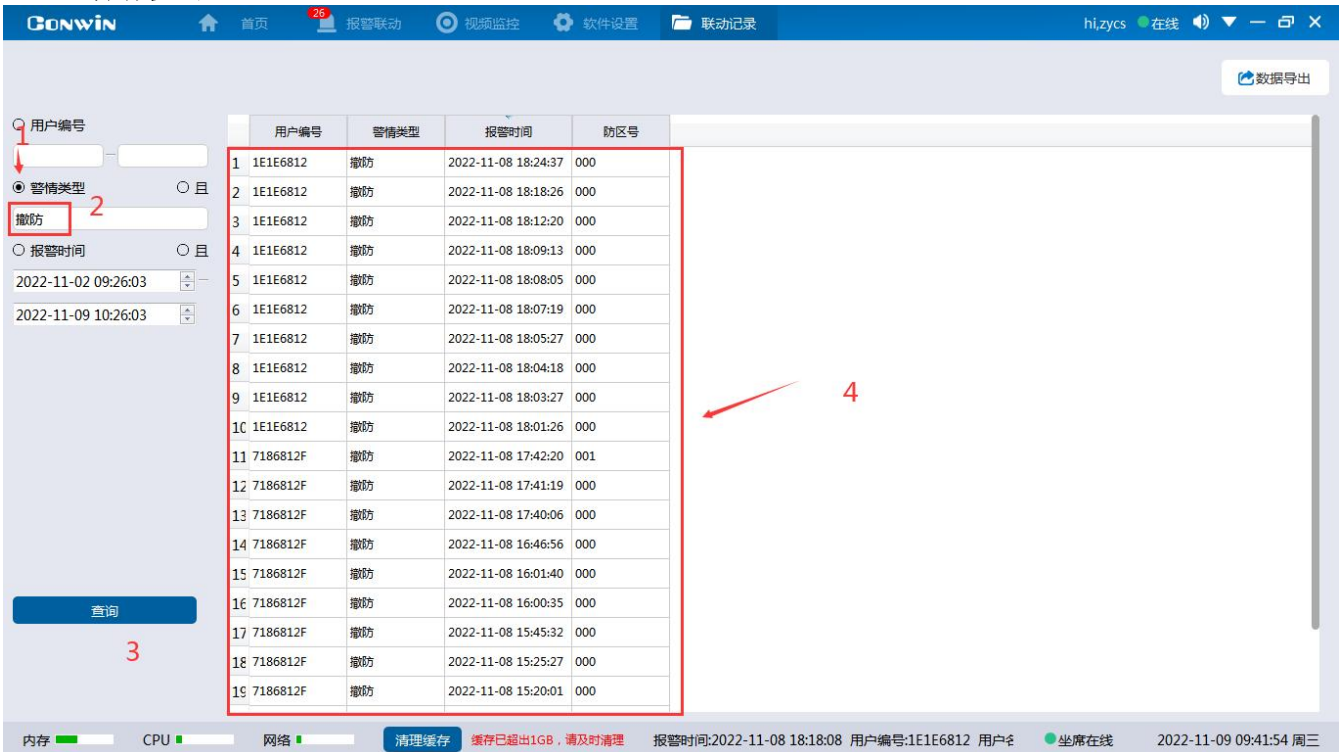 CONWIN 首页 26 报警联动 视频监控 软件设置 联动记录 hi,zycs 在线
数据导出
用户编号
1
警情类型 且
撤防 2
报警时间 且
2022-11-02 09:26:03
2022-11-09 10:26:03
查询
3
用户编号 警情类型 报警时间 防区号
1 1E1E6812 撤防 2022-11-08 18:24:37 000
2 1E1E6812 撤防 2022-11-08 18:18:26 000
3 1E1E6812 撤防 2022-11-08 18:12:20 000
4 1E1E6812 撤防 2022-11-08 18:09:13 000
5 1E1E6812 撤防 2022-11-08 18:08:05 000
6 1E1E6812 撤防 2022-11-08 18:07:19 000
7 1E1E6812 撤防 2022-11-08 18:05:27 000
8 1E1E6812 撤防 2022-11-08 18:04:18 000
9 1E1E6812 撤防 2022-11-08 18:03:27 000
10 1E1E6812 撤防 2022-11-08 18:01:26 000
11 7186812F 撤防 2022-11-08 17:42:20 001
12 7186812F 撤防 2022-11-08 17:41:19 000
13 7186812F 撤防 2022-11-08 17:40:06 000
14 7186812F 撤防 2022-11-08 16:46:56 000
15 7186812F 撤防 2022-11-08 16:01:40 000
16 7186812F 撤防 2022-11-08 16:00:35 000
17 7186812F 撤防 2022-11-08 15:45:32 000
18 7186812F 撤防 2022-11-08 15:25:27 000
19 7186812F 撤防 2022-11-08 15:20:01 000
4
内存 CPU 网络 清理缓存 缓存已超出1GB，请及时清理 报警时间:2022-11-08 18:18:08 用户编号:1E1E6812 用户名 坐席在线 2022-11-09 09:41:54 周三